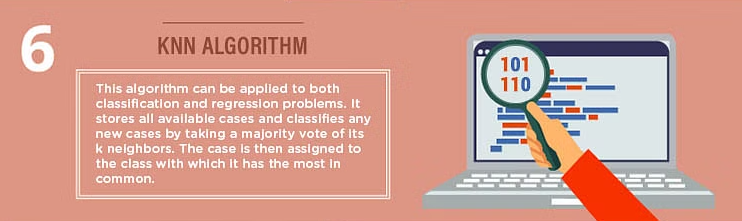 6
KNN ALGORITHM
This algorithm can be applied to both
classification and regression problems. It
stores all available cases and classifies any
new cases by taking a majority vote of its
k neighbors. The case is then assigned to
the class with which it has the most in
common.
101
110